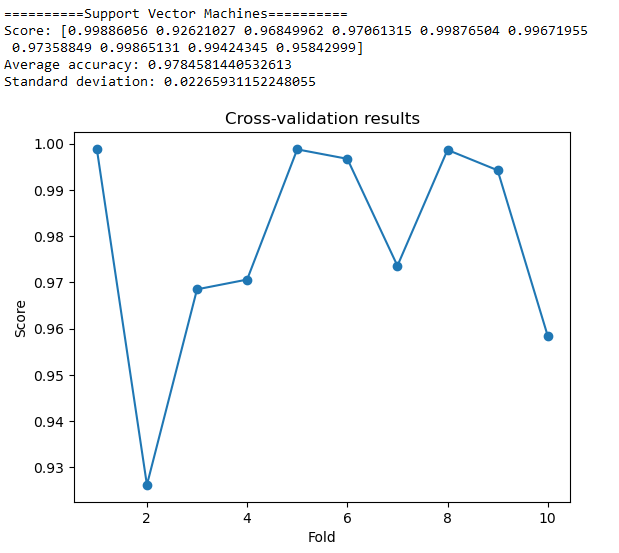 ==========Support Vector Machines==========
Score: [0.99886056 0.92621027 0.96849962 0.97061315 0.99876504 0.99671955
0.97358849 0.99865131 0.99424345 0.95842999]
Average accuracy: 0.9784581440532613
Standard deviation: 0.02265931152248055
Cross-validation results
1.00
0.99
0.98
0.97
0.96
0.95
0.94
0.93
Score
2 4 6 8 10
Fold